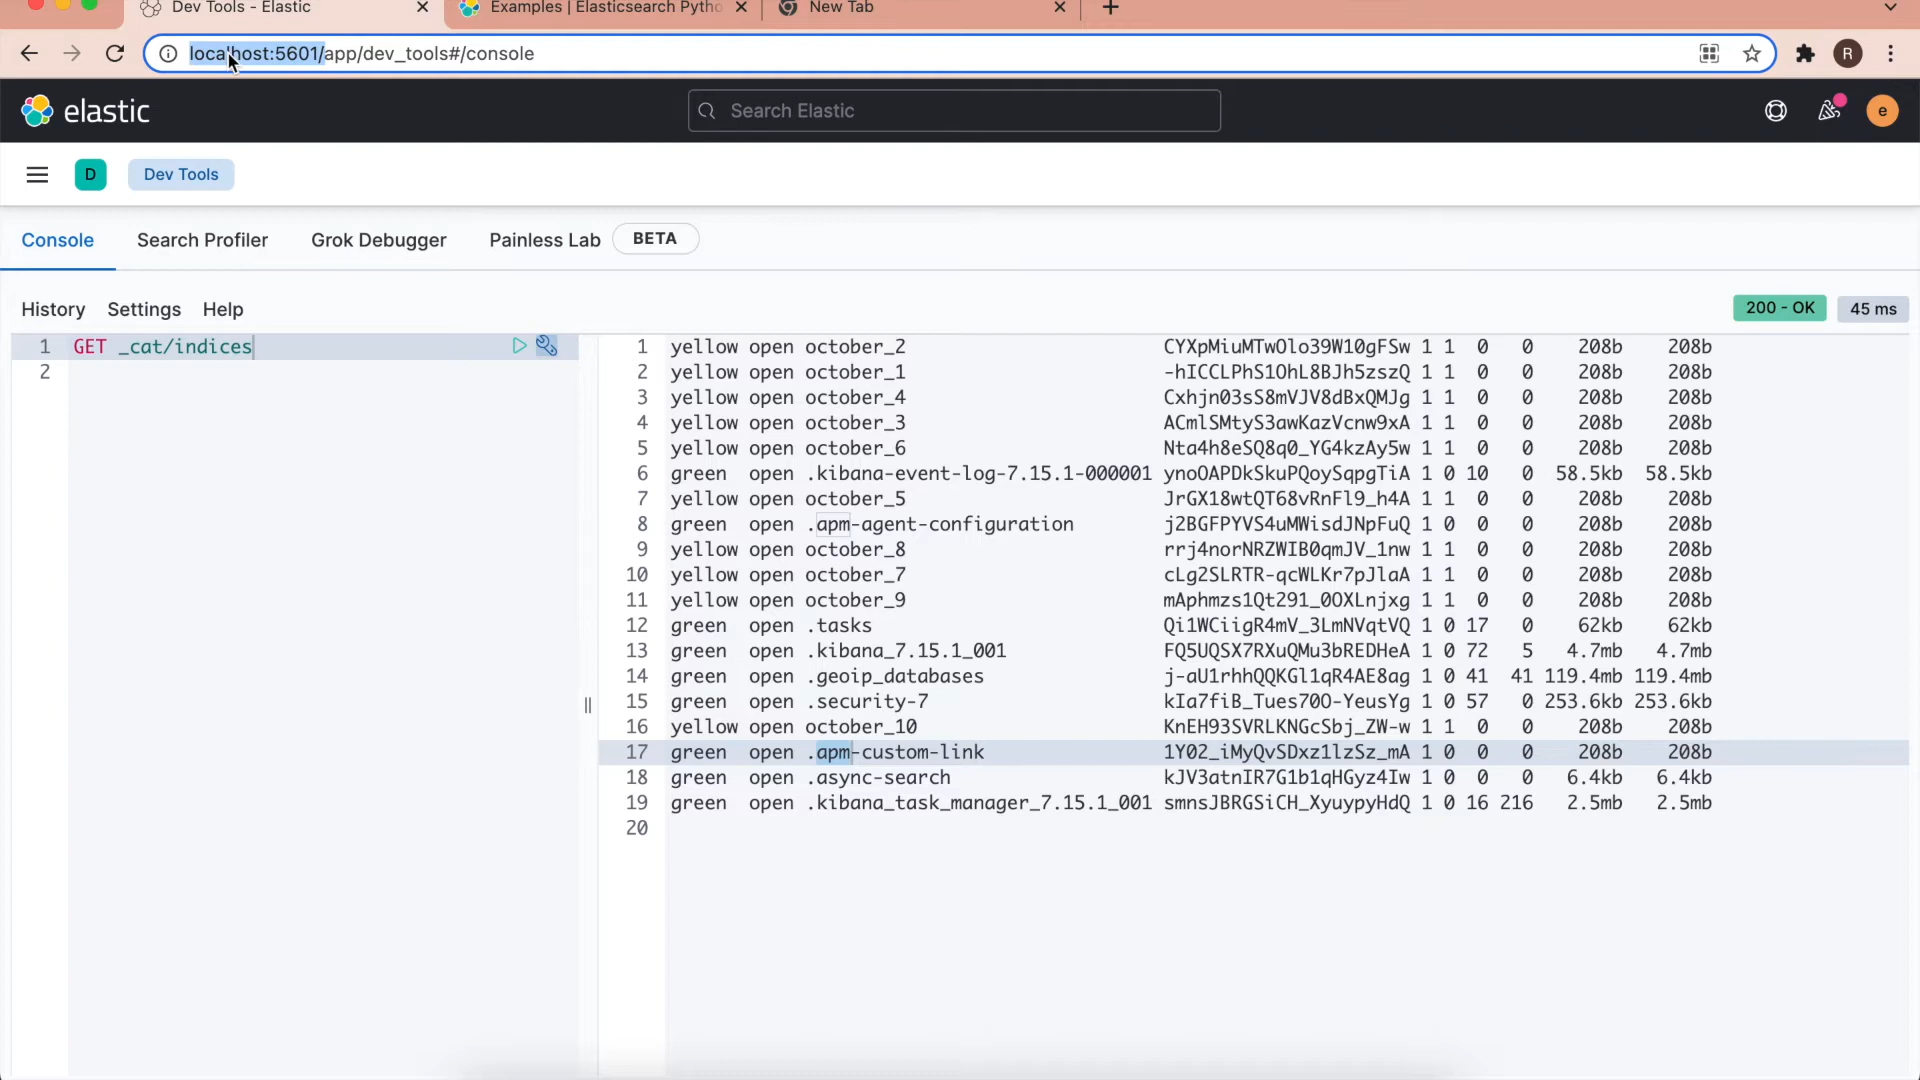 Dev Tools - Elastic
Examples | Elasticsearch Pytho
New Tab
localhost:5601/app/dev_tools#/console
R
elastic
Search Elastic
e
D
Dev Tools
Console
Search Profiler
Grok Debugger
Painless Lab
BETA
History
Settings
Help
200 - OK
45 ms
1 GET _cat/indices
2
1 yellow open october_2 CYXpMiuMTwOlo39W10gFSw 1 1 0 0 208b 208b
2 yellow open october_1 -hICCLPhS1OhL8BJh5zszQ 1 1 0 0 208b 208b
3 yellow open october_4 Cxhjn03sS8mVJV8dBxQMJg 1 1 0 0 208b 208b
4 yellow open october_3 ACmlSMtyS3awKazVcnw9xA 1 1 0 0 208b 208b
5 yellow open october_6 Nta4h8eSQ8q0_YG4kzAy5w 1 1 0 0 208b 208b
6 green open .kibana-event-log-7.15.1-000001 ynoOAPDkSkuPQoySqpgTiA 1 0 10 0 58.5kb 58.5kb
7 yellow open october_5 JrGX18wtQT68vRnFl9_h4A 1 1 0 0 208b 208b
8 green open .apm-agent-configuration j2BGFPYVS4uMWisdJNpFuQ 1 0 0 0 208b 208b
9 yellow open october_8 rrj4norNRZWIB0qmJV_1nw 1 1 0 0 208b 208b
10 yellow open october_7 cLg2SLRTR-qcWLKr7pJlaA 1 1 0 0 208b 208b
11 yellow open october_9 mAphmzs1Qt291_0OXLnjxg 1 1 0 0 208b 208b
12 green open .tasks Qi1WCiigR4mV_3LmNVqtVQ 1 0 17 0 62kb 62kb
13 green open .kibana_7.15.1_001 FQ5UQSX7RXuQMu3bREDHeA 1 0 72 5 4.7mb 4.7mb
14 green open .geoip_databases j-aU1rhhQQKGl1qR4AE8ag 1 0 41 41 119.4mb 119.4mb
15 green open .security-7 kIa7fiB_Tues70O-YeusYg 1 0 57 0 253.6kb 253.6kb
16 yellow open october_10 KnEH93SVRLKNGcSbj_ZW-w 1 1 0 0 208b 208b
17 green open .apm-custom-link 1Y02_iMyQvSDxz1lzSz_mA 1 0 0 0 208b 208b
18 green open .async-search kJV3atnIR7G1b1qHGyz4Iw 1 0 0 0 6.4kb 6.4kb
19 green open .kibana_task_manager_7.15.1_001 smnsJBRGSiCH_XyuypyHdQ 1 0 16 216 2.5mb 2.5mb
20